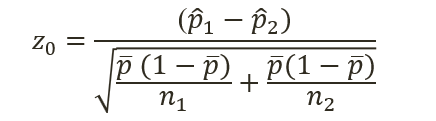 z₀ = (p̂₁ − p̂₂) / √( p̅ (1 − p̅)/n₁ + p̅(1 − p̅)/n₂ )